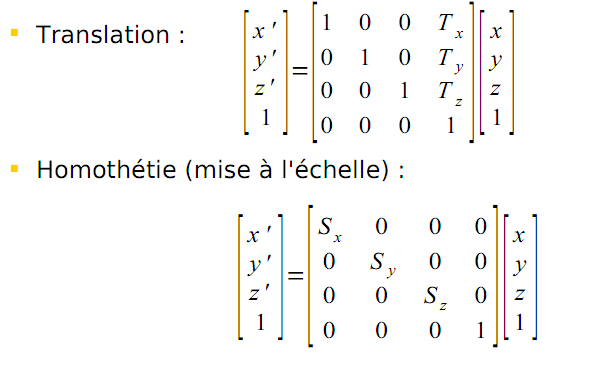 Translation :
[x'] [1 0 0 Tx] [x]
[y'] = [0 1 0 Ty] [y]
[z'] [0 0 1 Tz] [z]
[1] [0 0 0 1] [1]
Homothétie (mise à l'échelle) :
[x'] [Sx 0 0 0] [x]
[y'] = [0 Sy 0 0] [y]
[z'] [0 0 Sz 0] [z]
[1] [0 0 0 1] [1]